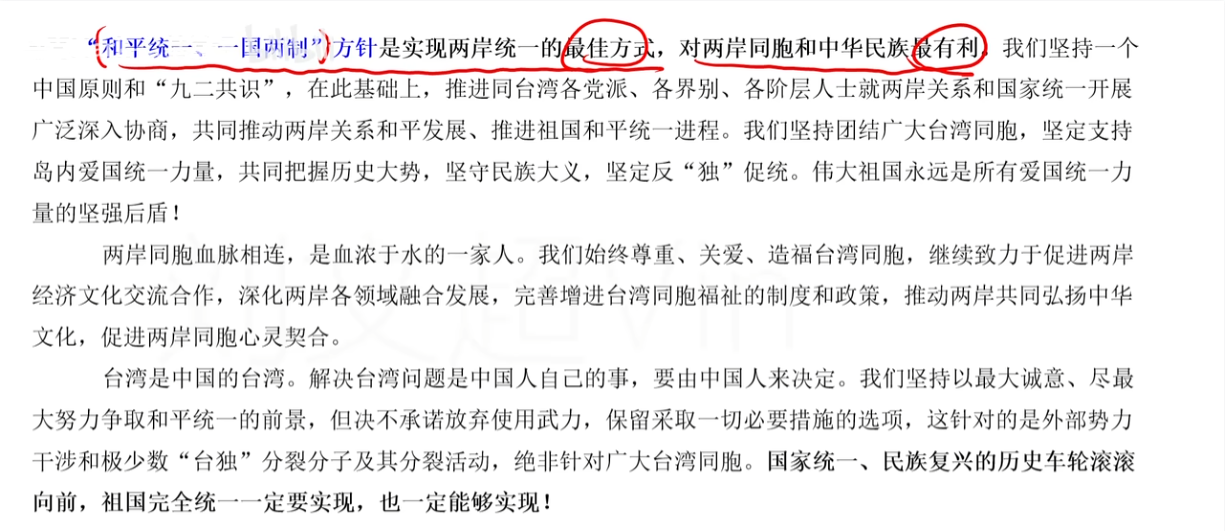 “和平统一、一国两制”方针是实现两岸统一的最佳方式，对两岸同胞和中华民族最有利。我们坚持一个
中国原则和“九二共识”，在此基础上，推进同台湾各党派、各界别、各阶层人士就两岸关系和国家统一开展
广泛深入协商，共同推动两岸关系和平发展、推进祖国和平统一进程。我们坚持团结广大台湾同胞，坚定支持
岛内爱国统一力量，共同把握历史大势，坚守民族大义，坚定反“独”促统。伟大祖国永远是所有爱国统一力
量的坚强后盾！
两岸同胞血脉相连，是血浓于水的一家人。我们始终尊重、关爱、造福台湾同胞，继续致力于促进两岸
经济文化交流合作，深化两岸各领域融合发展，完善增进台湾同胞福祉的制度和政策，推动两岸共同弘扬中华
文化，促进两岸同胞心灵契合。
台湾是中国的台湾。解决台湾问题是中国人自己的事，要由中国人来决定。我们坚持以最大诚意、尽最
大努力争取和平统一的前景，但决不承诺放弃使用武力，保留采取一切必要措施的选项，这针对的是外部势力
干涉和极少数“台独”分裂分子及其分裂活动，绝非针对广大台湾同胞。国家统一、民族复兴的历史车轮滚滚
向前，祖国完全统一一定要实现，也一定能够实现！